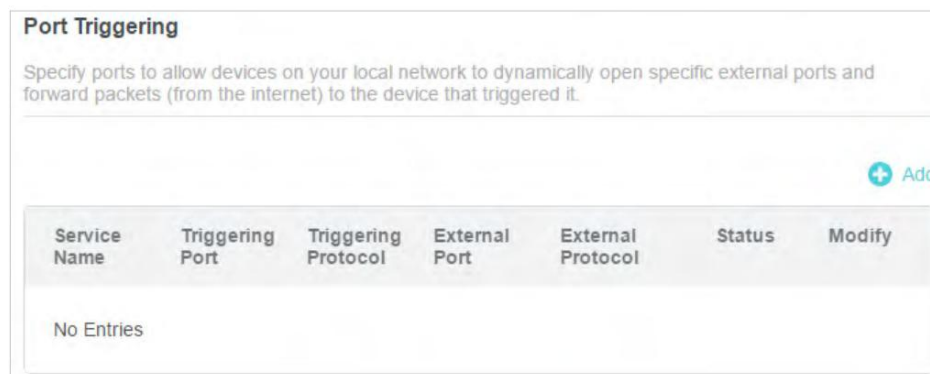 Port Triggering
Specify ports to allow devices on your local network to dynamically open specific external ports and
forward packets (from the internet) to the device that triggered it.
Add
Service Name Triggering Port Triggering Protocol External Port External Protocol Status Modify
No Entries